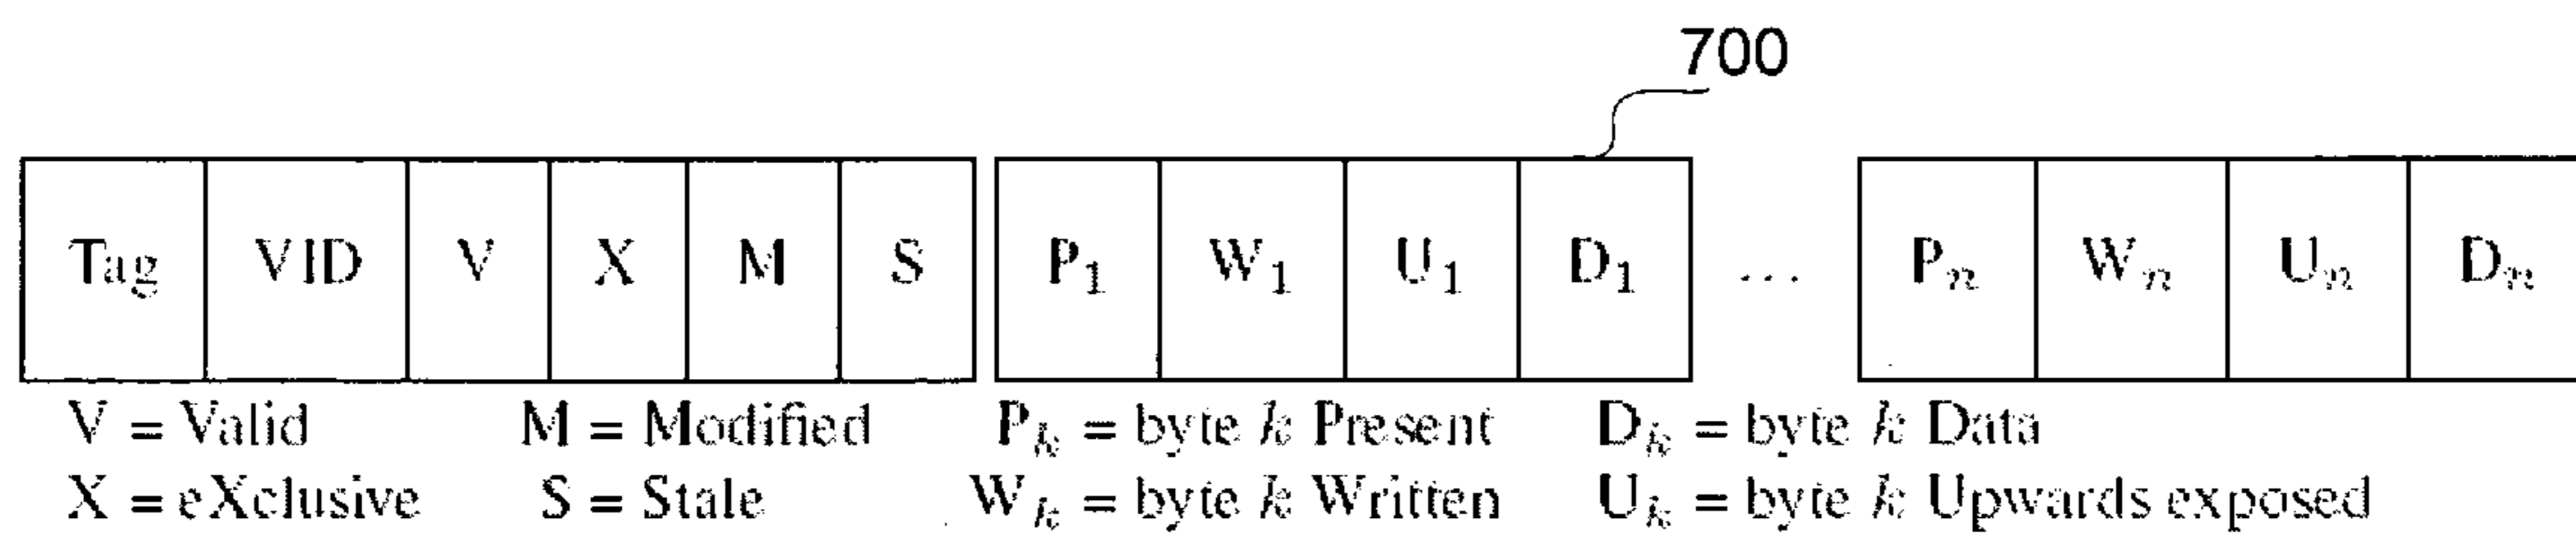 700
Tag VID V X M S P₁ W₁ U₁ D₁ ... Pₙ Wₙ Uₙ Dₙ
V = Valid M = Modified Pₖ = byte k Present Dₖ = byte k Data
X = eXclusive S = Stale Wₖ = byte k Written Uₖ = byte k Upwards exposed